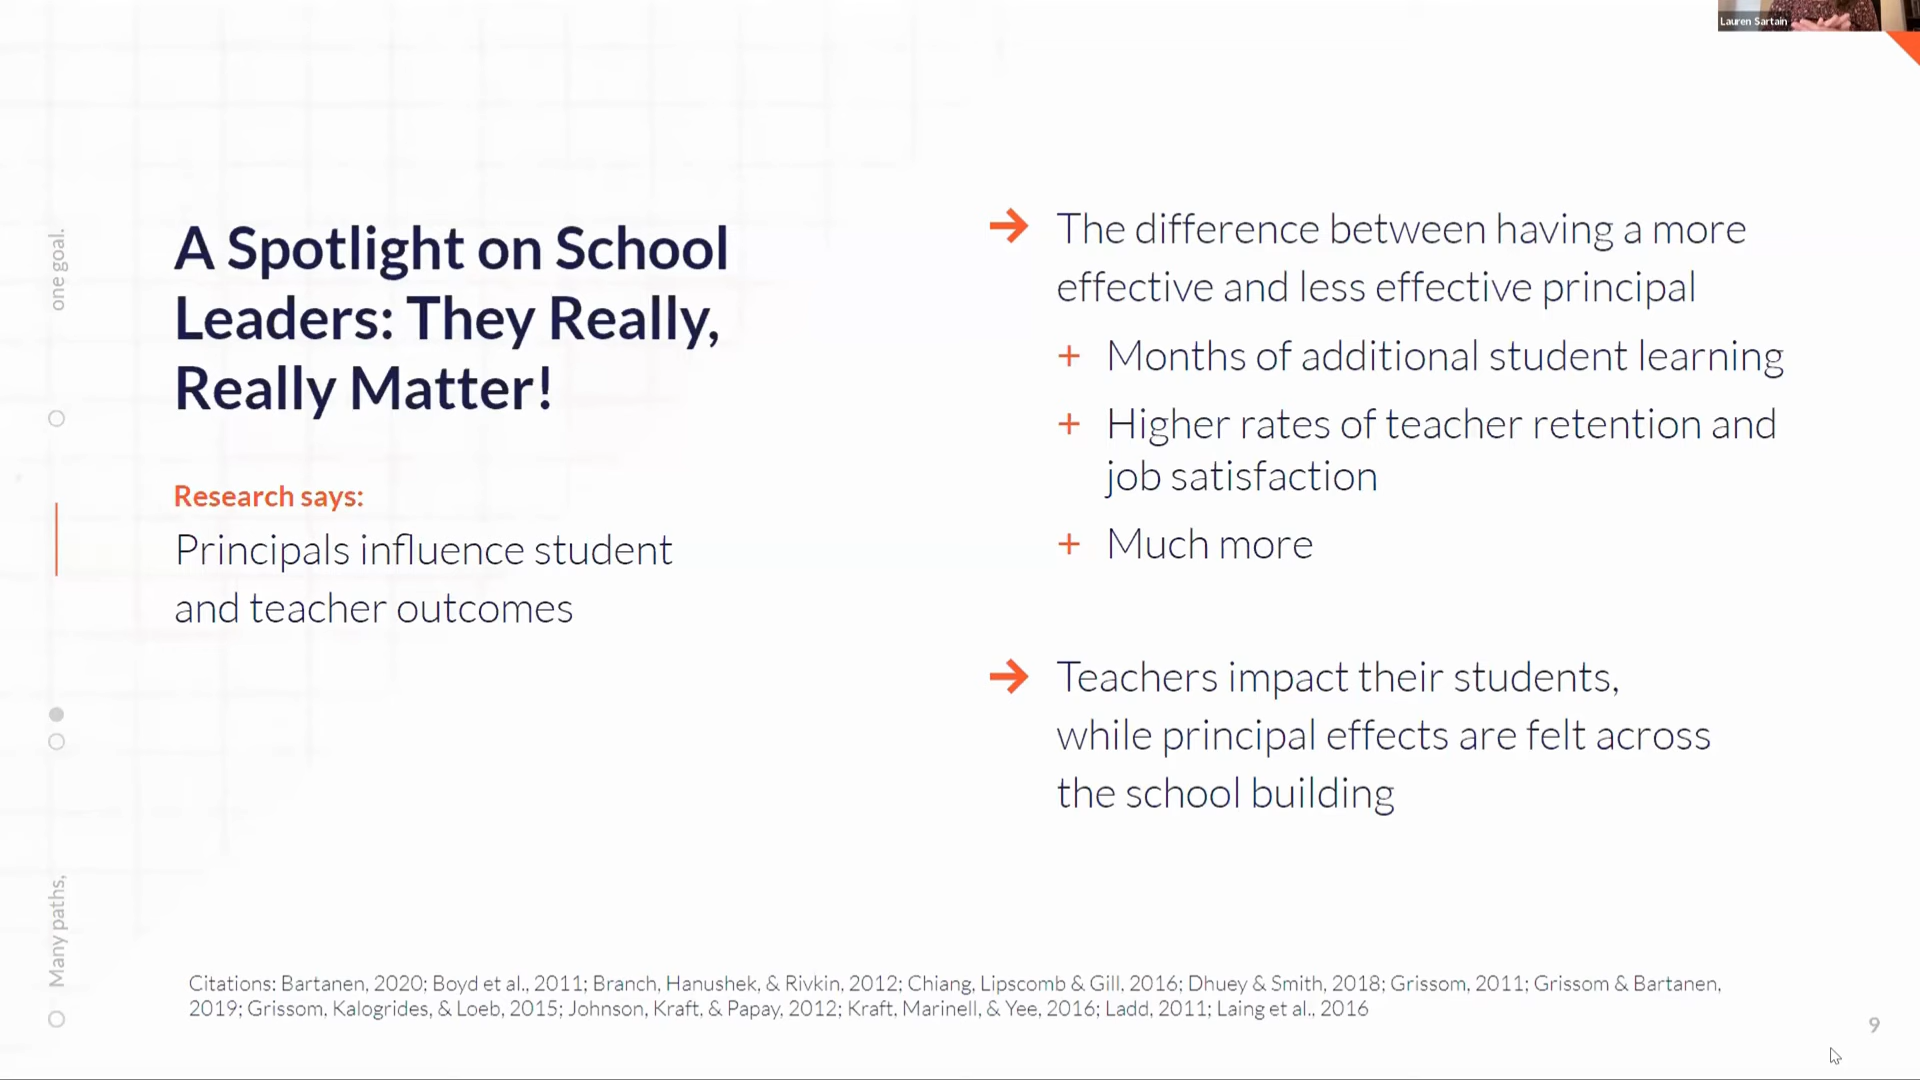 Lauren Sartain
one goal.
Many paths,
A Spotlight on School
Leaders: They Really,
Really Matter!
Research says:
Principals influence student
and teacher outcomes
The difference between having a more
effective and less effective principal
+ Months of additional student learning
+ Higher rates of teacher retention and
job satisfaction
+ Much more
Teachers impact their students,
while principal effects are felt across
the school building
Citations: Bartanen, 2020; Boyd et al., 2011; Branch, Hanushek, & Rivkin, 2012; Chiang, Lipscomb & Gill, 2016; Dhuey & Smith, 2018; Grissom, 2011; Grissom & Bartanen,
2019; Grissom, Kalogrides, & Loeb, 2015; Johnson, Kraft, & Papay, 2012; Kraft, Marinell, & Yee, 2016; Ladd, 2011; Laing et al., 2016
9